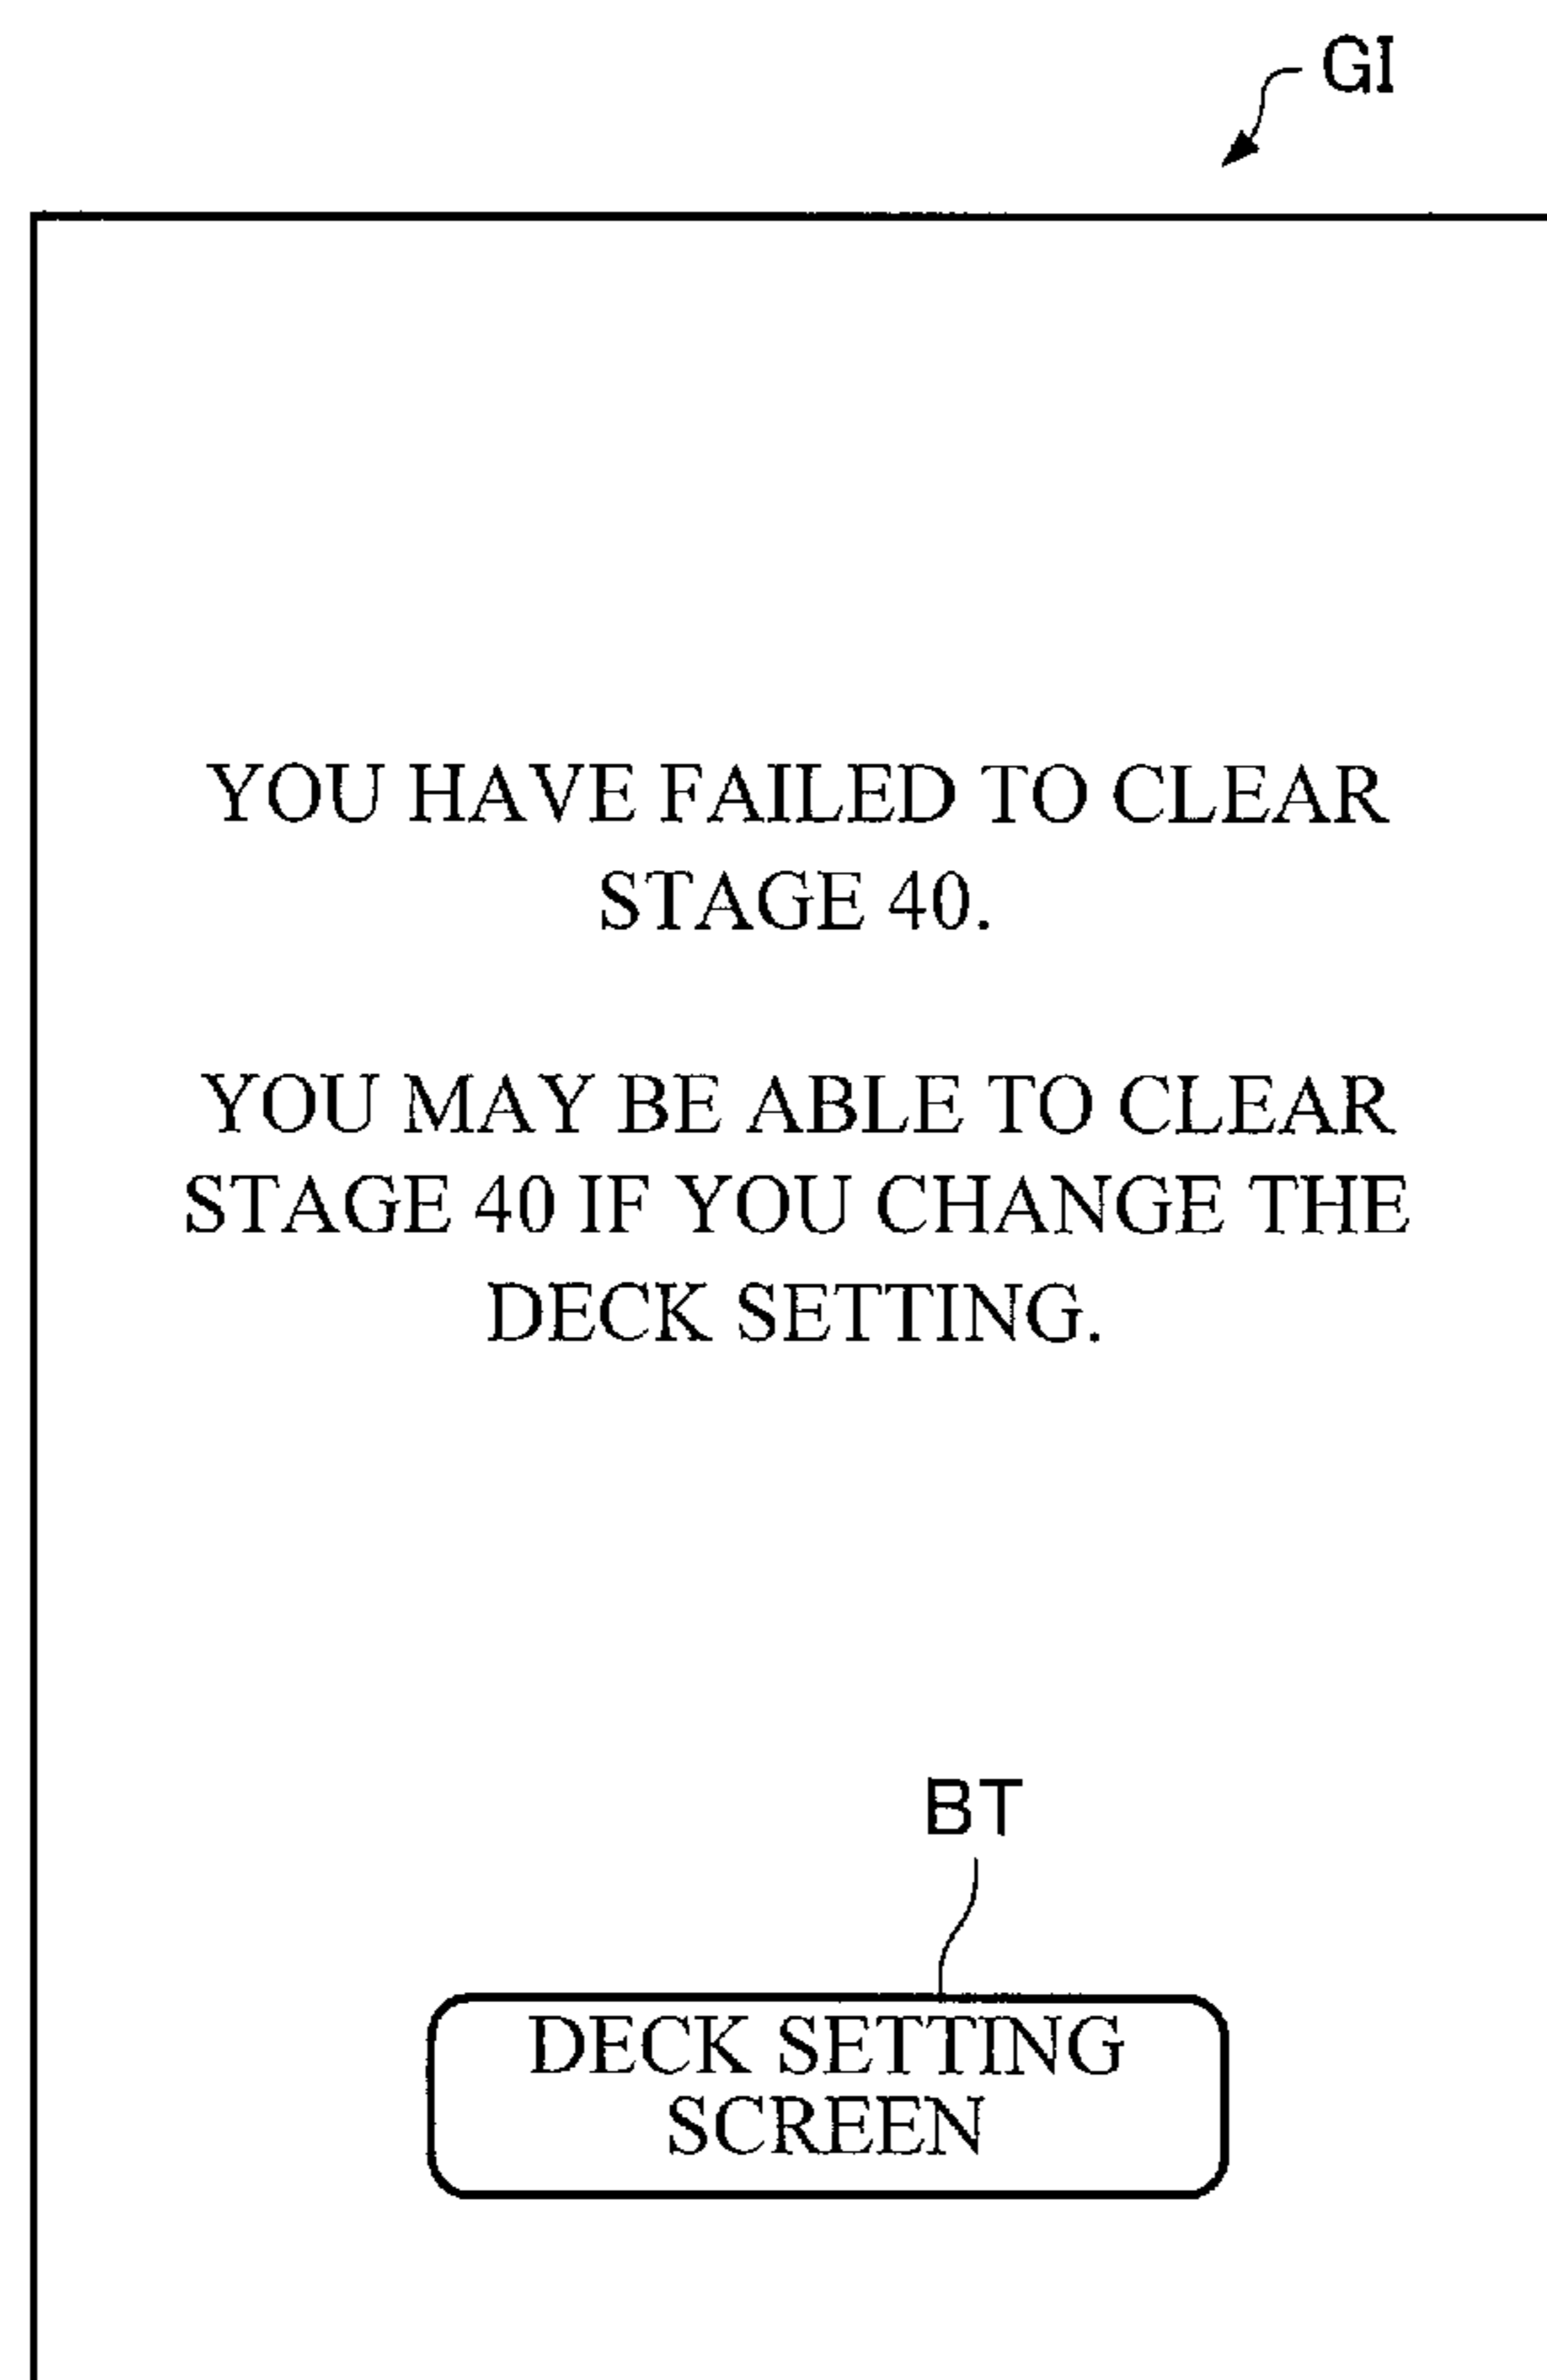 GI
YOU HAVE FAILED TO CLEAR
STAGE 40.
YOU MAY BE ABLE TO CLEAR
STAGE 40 IF YOU CHANGE THE
DECK SETTING.
BT
DECK SETTING
SCREEN